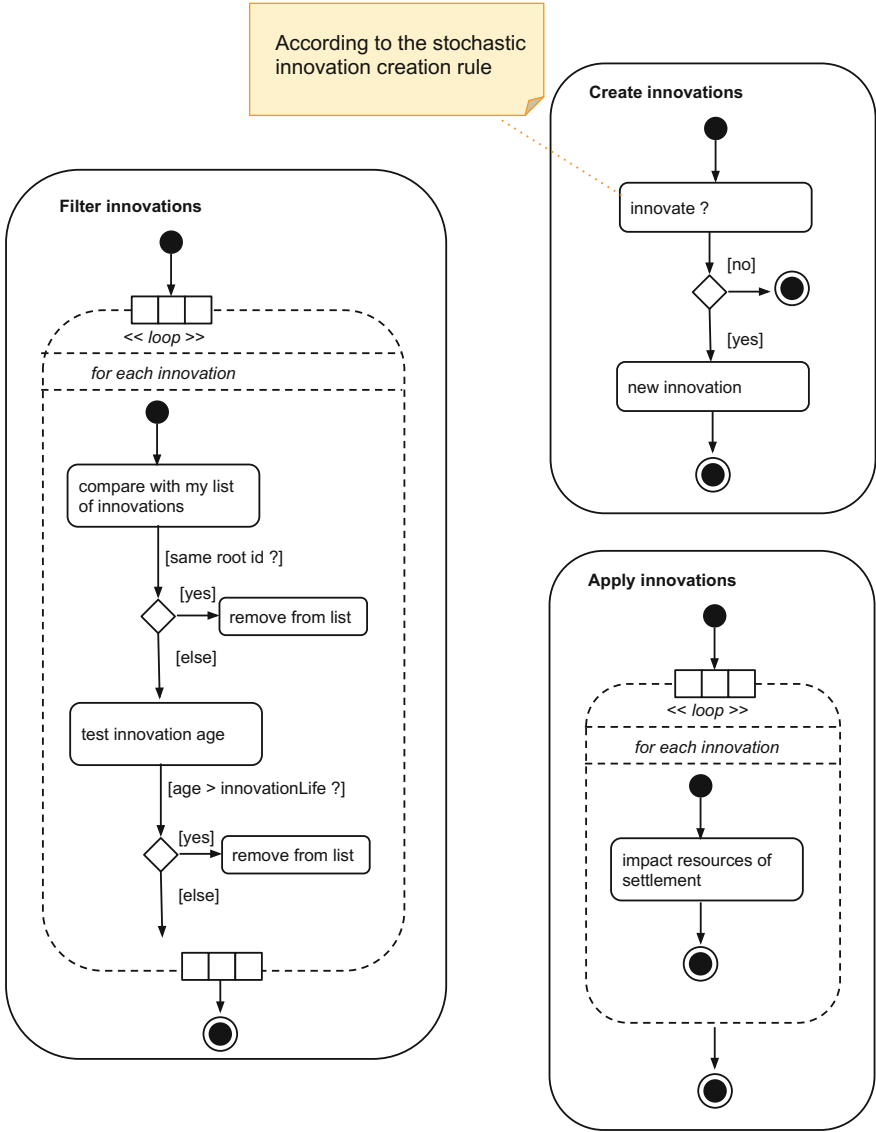 According to the stochastic
innovation creation rule
Create innovations
innovate ?
[no]
[yes]
new innovation
Filter innovations
<< loop >>
for each innovation
compare with my list
of innovations
[same root id ?]
[yes]
remove from list
[else]
test innovation age
[age > innovationLife ?]
[yes]
remove from list
[else]
Apply innovations
<< loop >>
for each innovation
impact resources of
settlement